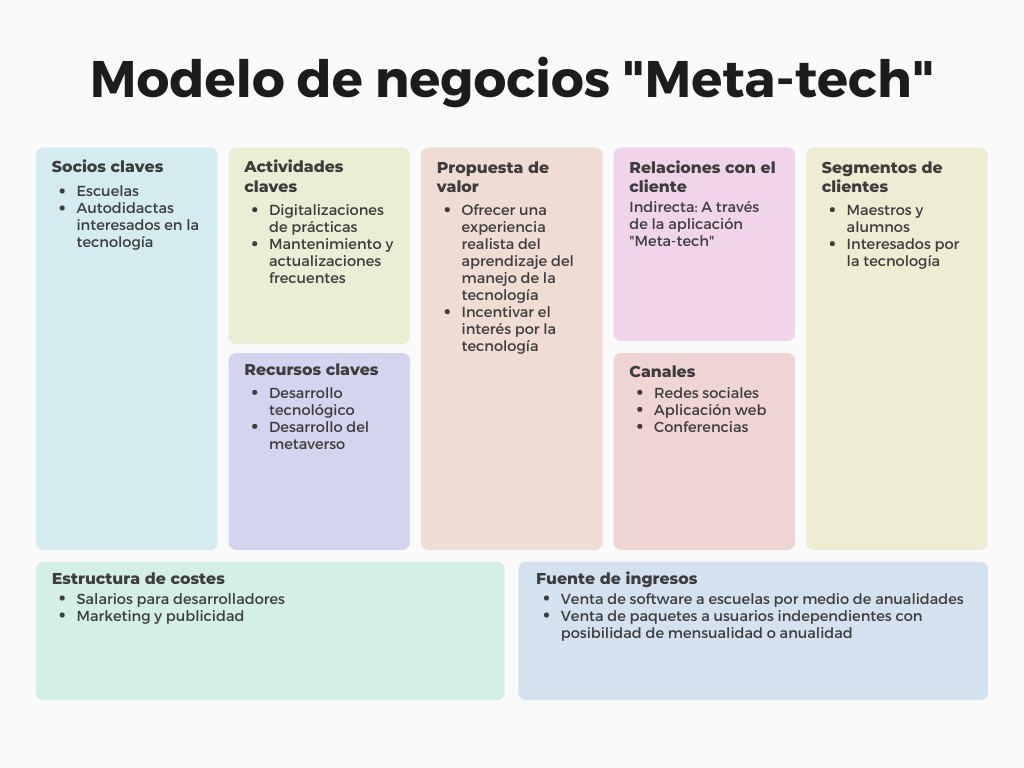 Modelo de negocios "Meta-tech"
Socios claves
• Escuelas
• Autodidactas
interesados en la
tecnología
Actividades
claves
• Digitalizaciones
de prácticas
• Mantenimiento y
actualizaciones
frecuentes
Recursos claves
• Desarrollo
tecnológico
• Desarrollo del
metaverso
Propuesta de
valor
• Ofrecer una
experiencia
realista del
aprendizaje del
manejo de la
tecnología
• Incentivar el
interés por la
tecnología
Relaciones con el
cliente
Indirecta: A través
de la aplicación
"Meta-tech"
Canales
• Redes sociales
• Aplicación web
• Conferencias
Segmentos de
clientes
• Maestros y
alumnos
• Interesados por
la tecnología
Estructura de costes
• Salarios para desarrolladores
• Marketing y publicidad
Fuente de ingresos
• Venta de software a escuelas por medio de anualidades
• Venta de paquetes a usuarios independientes con
posibilidad de mensualidad o anualidad